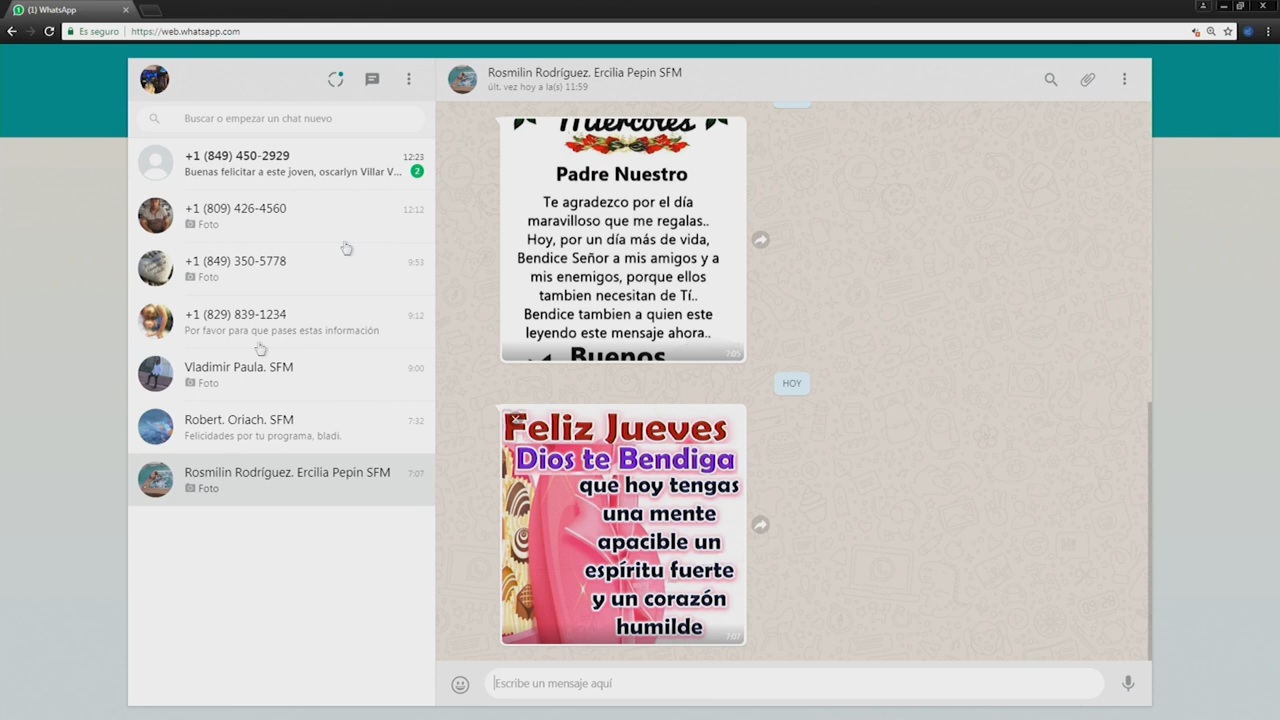 (1) WhatsApp
Es seguro
https://web.whatsapp.com
Buscar o empezar un chat nuevo
+1 (849) 450-2929
12:23
Buenas felicitar a este joven, oscarlyn Villar V...
2
+1 (809) 426-4560
12:12
Foto
+1 (849) 350-5778
9:53
Foto
+1 (829) 839-1234
9:12
Por favor para que pases estas información
Vladimir Paula. SFM
9:00
Foto
Robert. Oriach. SFM
7:32
Felicidades por tu programa, bladi.
Rosmilin Rodríguez. Ercilia Pepin SFM
7:07
Foto
Rosmilin Rodríguez. Ercilia Pepin SFM
últ. vez hoy a la(s) 11:59
Miércoles
Padre Nuestro
Te agradezco por el día
maravilloso que me regalas..
Hoy, por un día más de vida,
Bendice Señor a mis amigos y a
mis enemigos, porque ellos
tambien necesitan de Tí..
Bendice tambien a quien este
leyendo este mensaje ahora..
Buenos
7:05
HOY
Feliz Jueves
Dios te Bendiga
que hoy tengas
una mente
apacible un
espíritu fuerte
y un corazón
humilde
7:07
Escribe un mensaje aquí